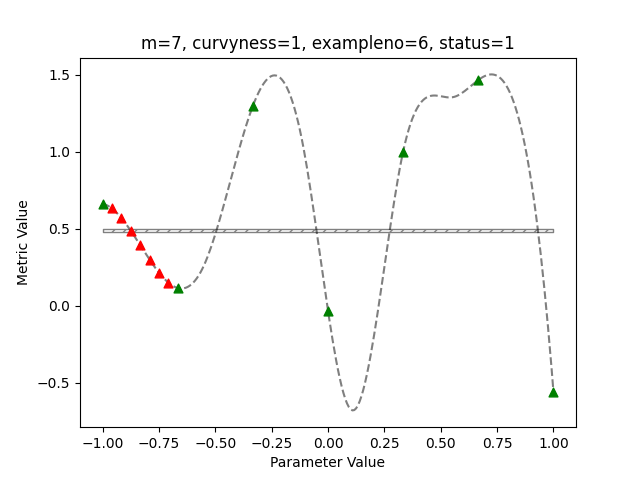 m=7, curvyness=1, exampleno=6, status=1
Metric Value
1.5
1.0
0.5
0.0
−0.5
−1.00 −0.75 −0.50 −0.25 0.00 0.25 0.50 0.75 1.00
Parameter Value